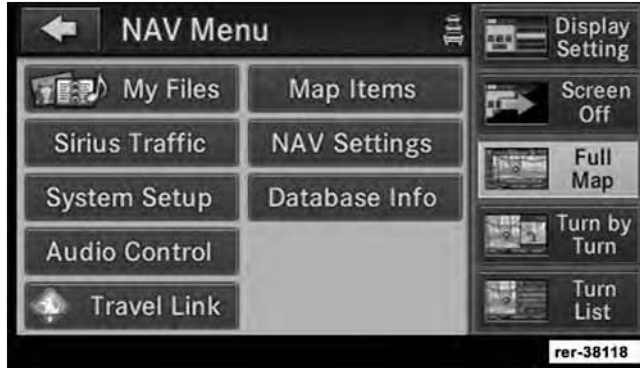 NAV Menu
My Files
Map Items
Sirius Traffic
NAV Settings
System Setup
Database Info
Audio Control
Travel Link
Display
Setting
Screen
Off
Full
Map
Turn by
Turn
Turn
List
rer-38118